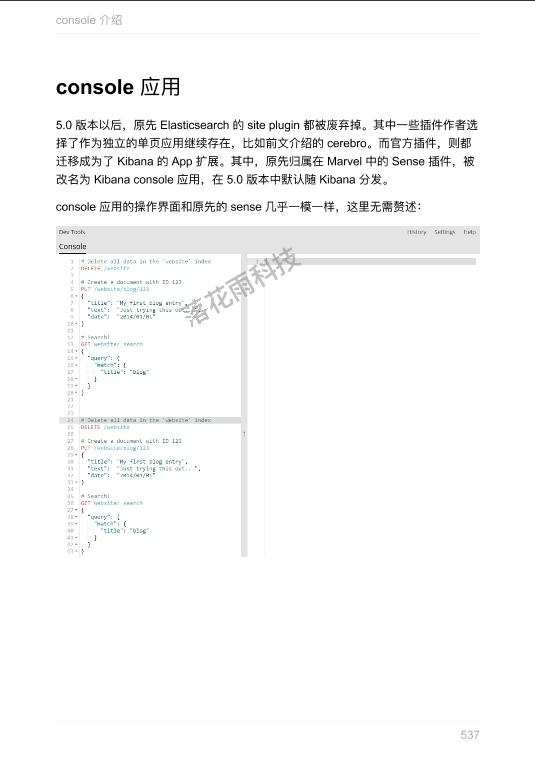 console 介绍
console 应用
5.0 版本以后，原先 Elasticsearch 的 site plugin 都被废弃掉。其中一些插件作者选
择了作为独立的单页应用继续存在，比如前文介绍的 cerebro。而官方插件，则都
迁移成为了 Kibana 的 App 扩展。其中，原先归属在 Marvel 中的 Sense 插件，被
改名为 Kibana console 应用，在 5.0 版本中默认随 Kibana 分发。
console 应用的操作界面和原先的 sense 几乎一模一样，这里无需赘述：
Dev Tools History Settings Help
Console
1 # Delete all data in the `website` index
2 DELETE /website
3
4 # Create a document with ID 123
5 PUT /website/blog/123
6 {
7 "title": "My first blog entry",
8 "text": "Just trying this out...",
9 "date": "2014/01/01"
10 }
11
12 # Search!
13 GET website/_search
14 {
15 "query": {
16 "match": {
17 "title": "blog"
18 }
19 }
20 }
21
22
23
24 # Delete all data in the `website` index
25 DELETE /website
26
27 # Create a document with ID 123
28 PUT /website/blog/123
29 {
30 "title": "My first blog entry",
31 "text": "Just trying this out...",
32 "date": "2014/01/01"
33 }
34
35 # Search!
36 GET website/_search
37 {
38 "query": {
39 "match": {
40 "title": "blog"
41 }
42 }
43 }
1
落花雨科技
537